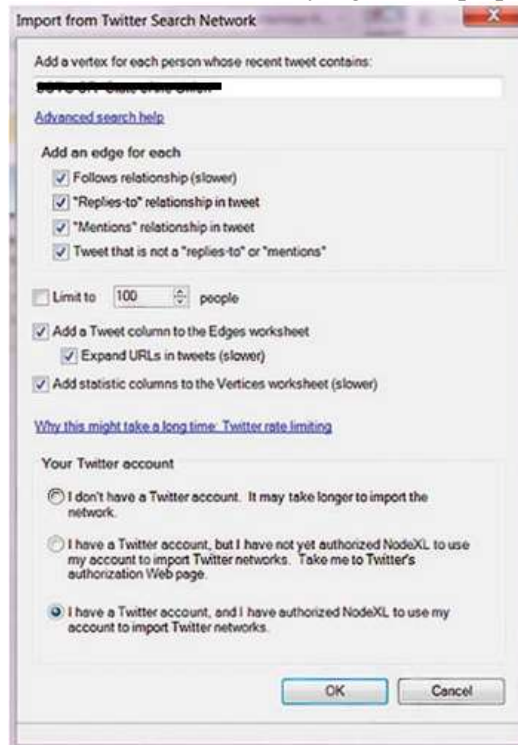 Import from Twitter Search Network
Add a vertex for each person whose recent tweet contains:
Advanced search help
Add an edge for each
Follows relationship (slower)
"Replies-to" relationship in tweet
"Mentions" relationship in tweet
Tweet that is not a "replies-to" or "mentions"
Limit to 100 people
Add a Tweet column to the Edges worksheet
Expand URLs in tweets (slower)
Add statistic columns to the Vertices worksheet (slower)
Why this might take a long time: Twitter rate limiting
Your Twitter account
I don't have a Twitter account. It may take longer to import the
network.
I have a Twitter account, but I have not yet authorized NodeXL to use
my account to import Twitter networks. Take me to Twitter's
authorization Web page.
I have a Twitter account, and I have authorized NodeXL to use my
account to import Twitter networks.
OK Cancel